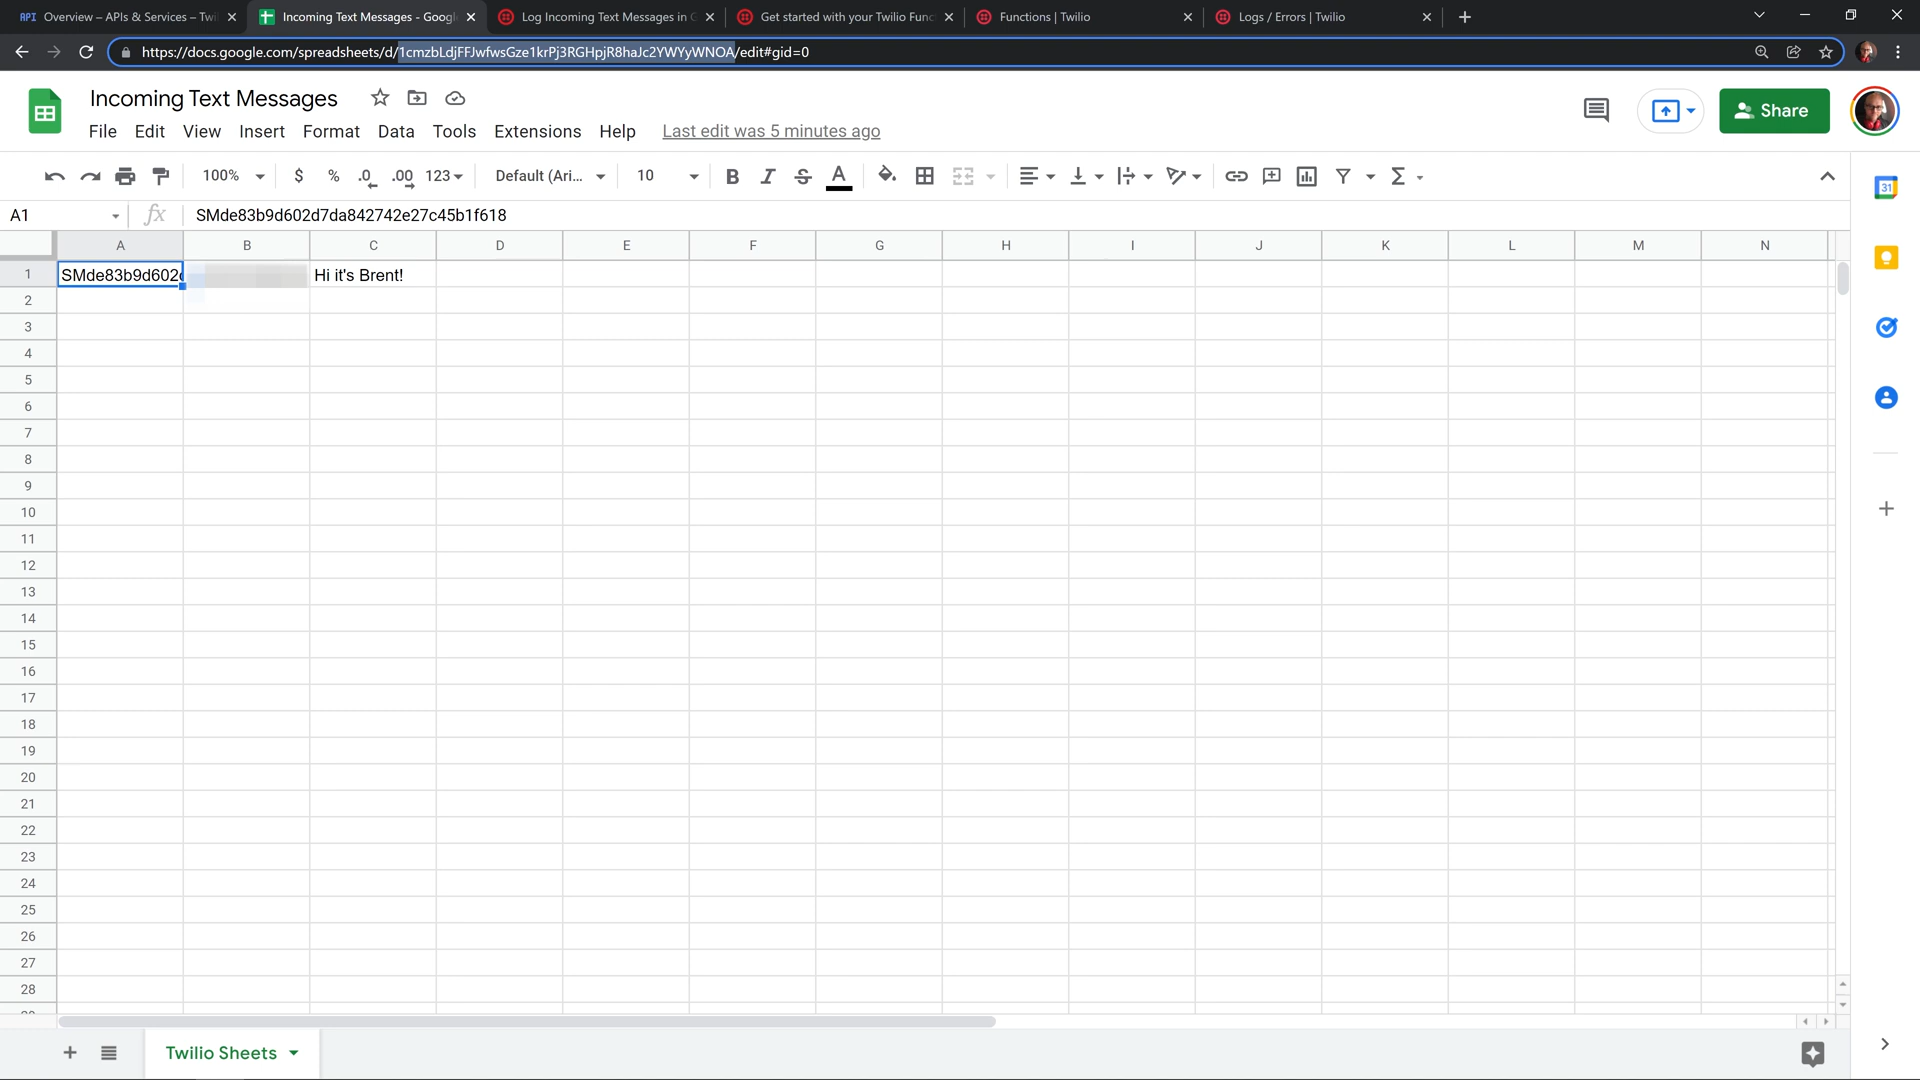 API Overview – APIs & Services – Twi
Incoming Text Messages - Google
Log Incoming Text Messages in G
Get started with your Twilio Func
Functions | Twilio
Logs / Errors | Twilio
https://docs.google.com/spreadsheets/d/1cmzbLdjFFJwfwsGze1krPj3RGHpjR8haJc2YWYyWNOA/edit#gid=0
Incoming Text Messages
File Edit View Insert Format Data Tools Extensions Help Last edit was 5 minutes ago
Share
100% $ % .0 .00 123 Default (Ari... 10 B I S A Σ
31
A1 fx SMde83b9d602d7da842742e27c45b1f618
A B C D E F G H I J K L M N
1 SMde83b9d602 Hi it's Brent!
2
3
4
5
6
7
8
9
10
11
12
13
14
15
16
17
18
19
20
21
22
23
24
25
26
27
28
Twilio Sheets